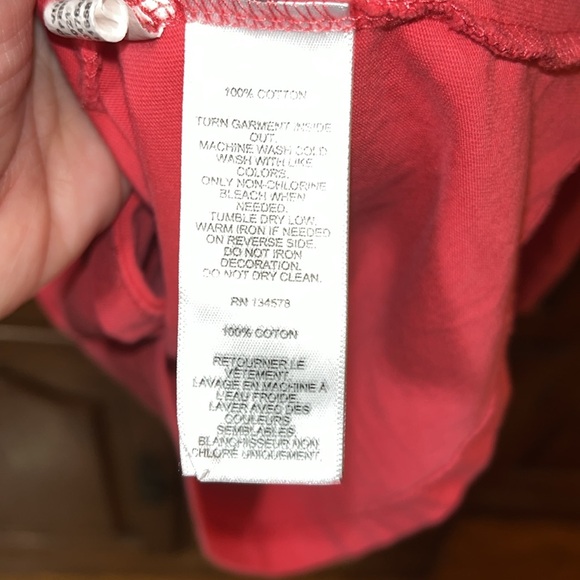 100% COTTON
TURN GARMENT INSIDE
OUT.
MACHINE WASH COLD
WASH WITH LIKE
COLORS.
ONLY NON-CHLORINE
BLEACH WHEN
NEEDED.
TUMBLE DRY LOW.
WARM IRON IF NEEDED
ON REVERSE SIDE.
DO NOT IRON
DECORATION.
DO NOT DRY CLEAN.
RN 134578
100% COTON
RETOURNER LE
VÊTEMENT.
LAVAGE EN MACHINE À
L'EAU FROIDE.
LAVER AVEC DES
COULEURS
SEMBLABLES.
BLANCHISSEUR NON
CHLORE UNIQUEMENT.